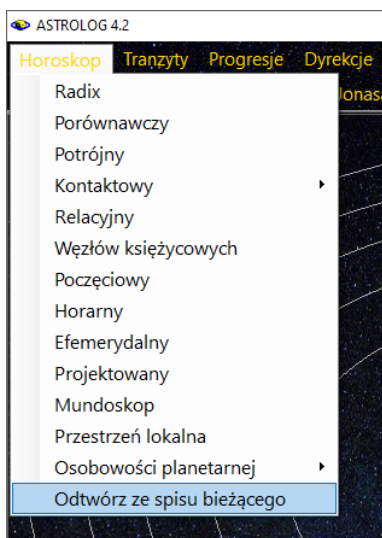 ASTROLOG 4.2
Horoskop Tranzyty Progresje Dyrekcje
Jonas
Radix
Porównawczy
Potrójny
Kontaktowy
Relacyjny
Węzłów księżycowych
Poczęciowy
Horarny
Efemerydalny
Projektowany
Mundoskop
Przestrzeń lokalna
Osobowości planetarnej
Odtwórz ze spisu bieżącego